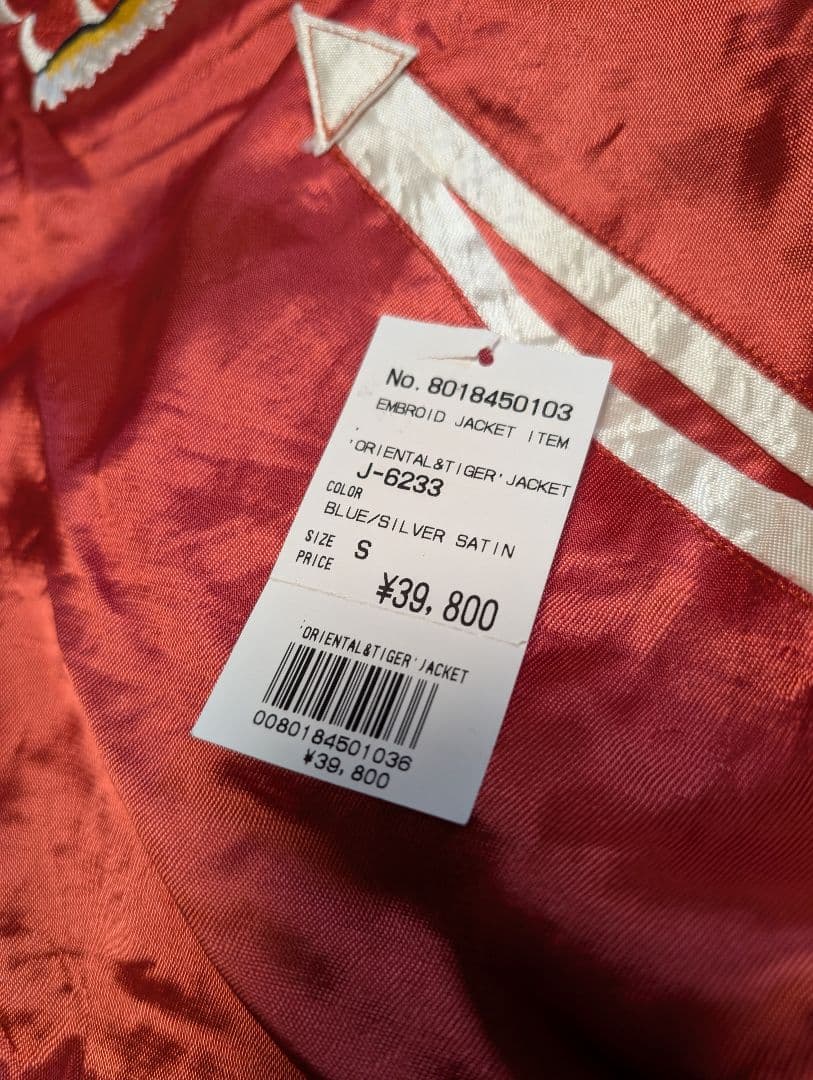 No. 8018450103
EMBROID JACKET ITEM
'ORIENTAL&TIGER'JACKET
J-6233
COLOR
BLUE/SILVER SATIN
SIZE S
PRICE
¥39,800
'ORIENTAL&TIGER'JACKET
0080184501036
¥39,800